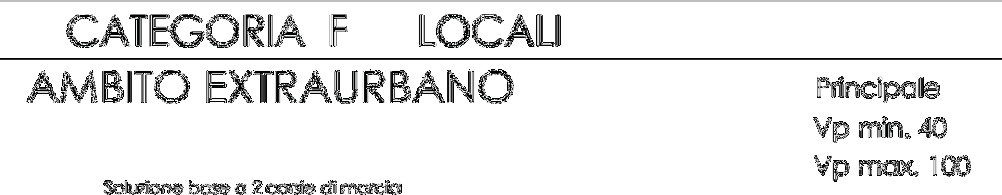 CATEGORIA F LOCALI
AMBITO EXTRAURBANO
Principale
Vp min. 40
Vp max. 100
Soluzione base a 2 corsie di marcia